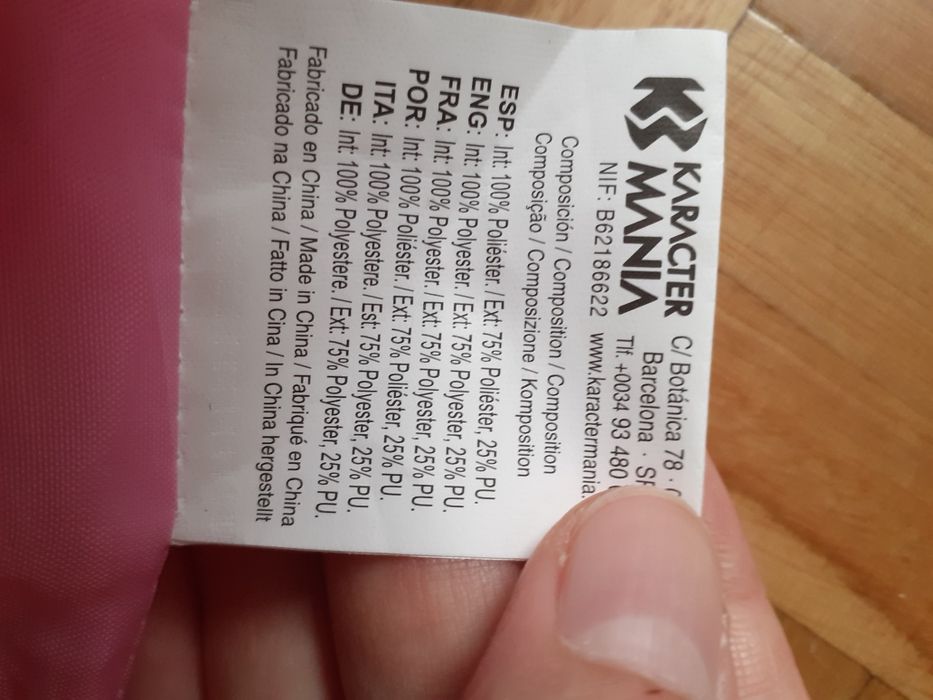 KARACTER
MANIA
C/ Botánica 78 ·
Barcelona ·
Tlf. +0034 93 480
NIF: B62186622 www.karactermania.
Composición / Composition / Composition
Composição / Composizione / Komposition
ESP: Int: 100% Poliéster. / Ext: 75% Poliéster, 25% PU.
ENG: Int: 100% Polyester. / Ext: 75% Polyester, 25% PU.
FRA: Int: 100% Polyester. / Ext: 75% Polyester, 25% PU.
POR: Int: 100% Poliéster. / Ext: 75% Poliéster, 25% PU.
ITA: Int: 100% Polyestere. / Est: 75% Polyester, 25% PU.
DE: Int: 100% Polyestere. / Ext: 75% Polyester, 25% PU.
Fabricado en China / Made in China / Fabriqué en China
Fabricado na China / Fatto in Cina / In China hergestellt